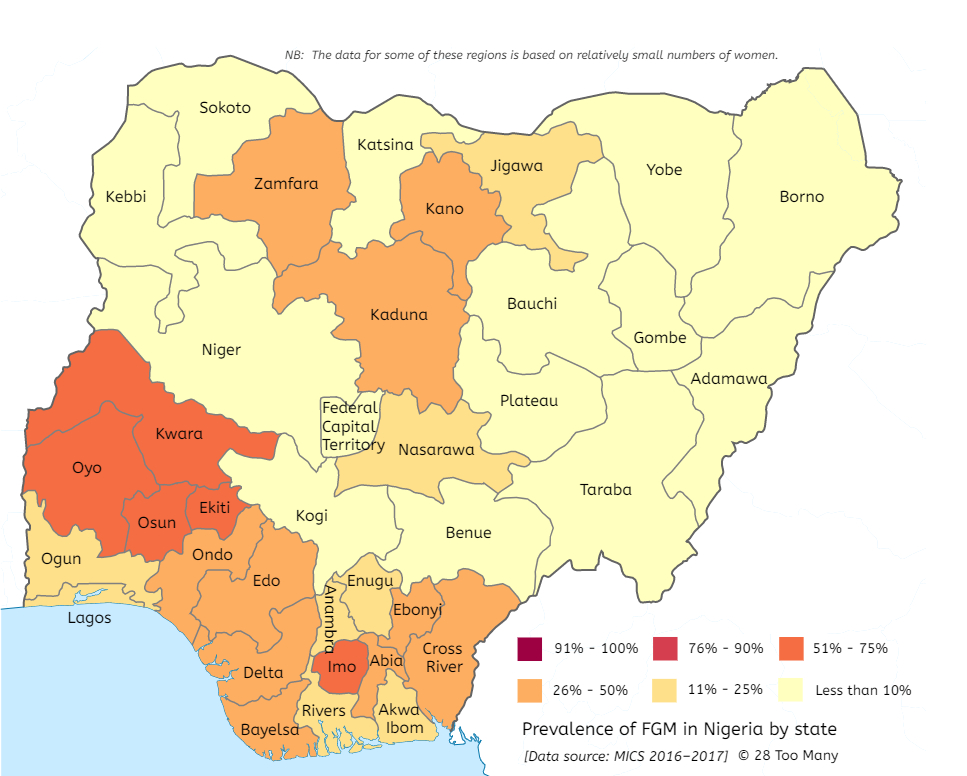 NB:  The data for some of these regions is based on relatively small numbers of women.
Sokoto
Katsina
Jigawa
Yobe
Zamfara
Kebbi
Kano
Borno
Bauchi
Kaduna
Gombe
Niger
Adamawa
Plateau
Federal
Capital
Territory
Kwara
Nasarawa
Oyo
Taraba
Ekiti
Kogi
Osun
Benue
Ondo
Ogun
Edo
Enugu
Anambra
Ebonyi
Lagos
Cross
River
Imo
Abia
Delta
Rivers
Akwa
Ibom
Bayelsa
91% - 100%
76% - 90%
51% - 75%
26% - 50%
11% - 25%
Less than 10%
Prevalence of FGM in Nigeria by state
[Data source: MICS 2016–2017]  © 28 Too Many